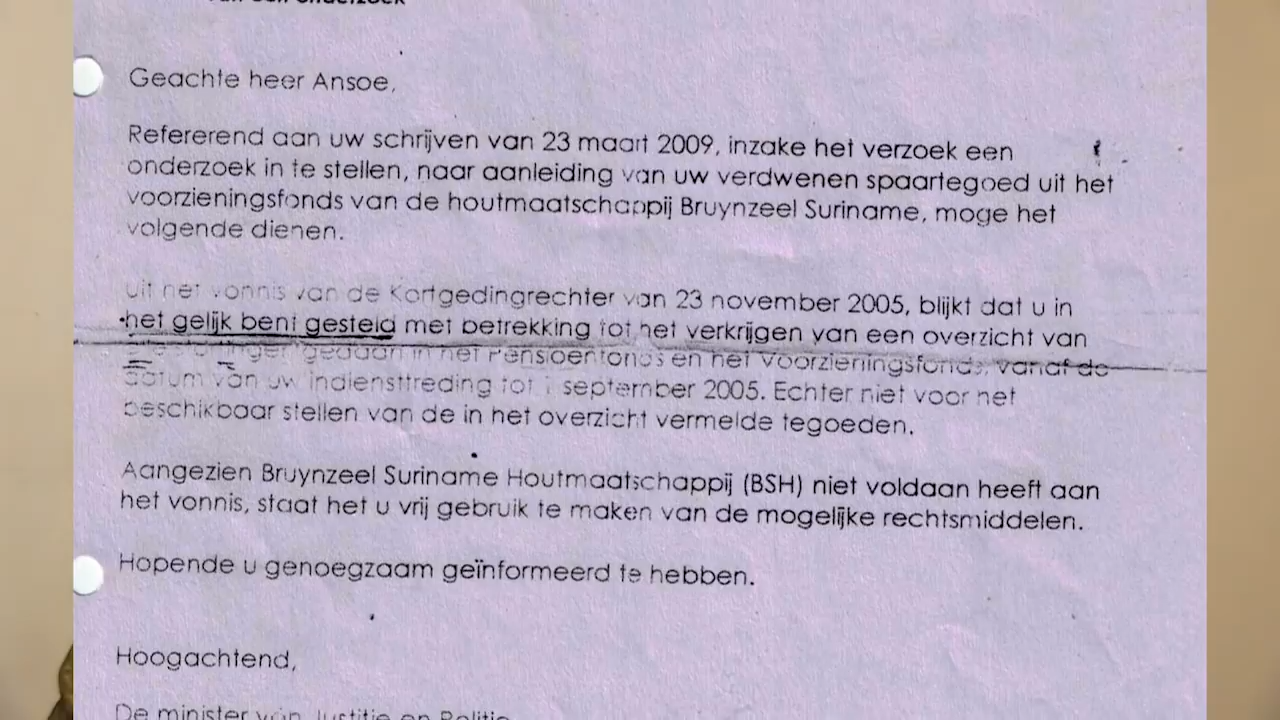 van een onderzoek
Geachte heer Ansoe,
Refererend aan uw schrijven van 23 maart 2009, inzake het verzoek een
onderzoek in te stellen, naar aanleiding van uw verdwenen spaartegoed uit het
voorzieningsfonds van de houtmaatschappij Bruynzeel Suriname, moge het
volgende dienen.
Uit het vonnis van de Kortgedingrechter van 23 november 2005, blijkt dat u in
het gelijk bent gesteld met betrekking tot het verkrijgen van een overzicht van
gedaan in het Pensioenfonds en het Voorzieningsfonds, vanaf de
datum van uw indiensttreding tot 1 september 2005. Echter niet voor het
beschikbaar stellen van de in het overzicht vermelde tegoeden.
Aangezien Bruynzeel Suriname Houtmaatschappij (BSH) niet voldaan heeft aan
het vonnis, staat het u vrij gebruik te maken van de mogelijke rechtsmiddelen.
Hopende u genoegzaam geïnformeerd te hebben.
Hoogachtend,
De minister van Justitie en Politie